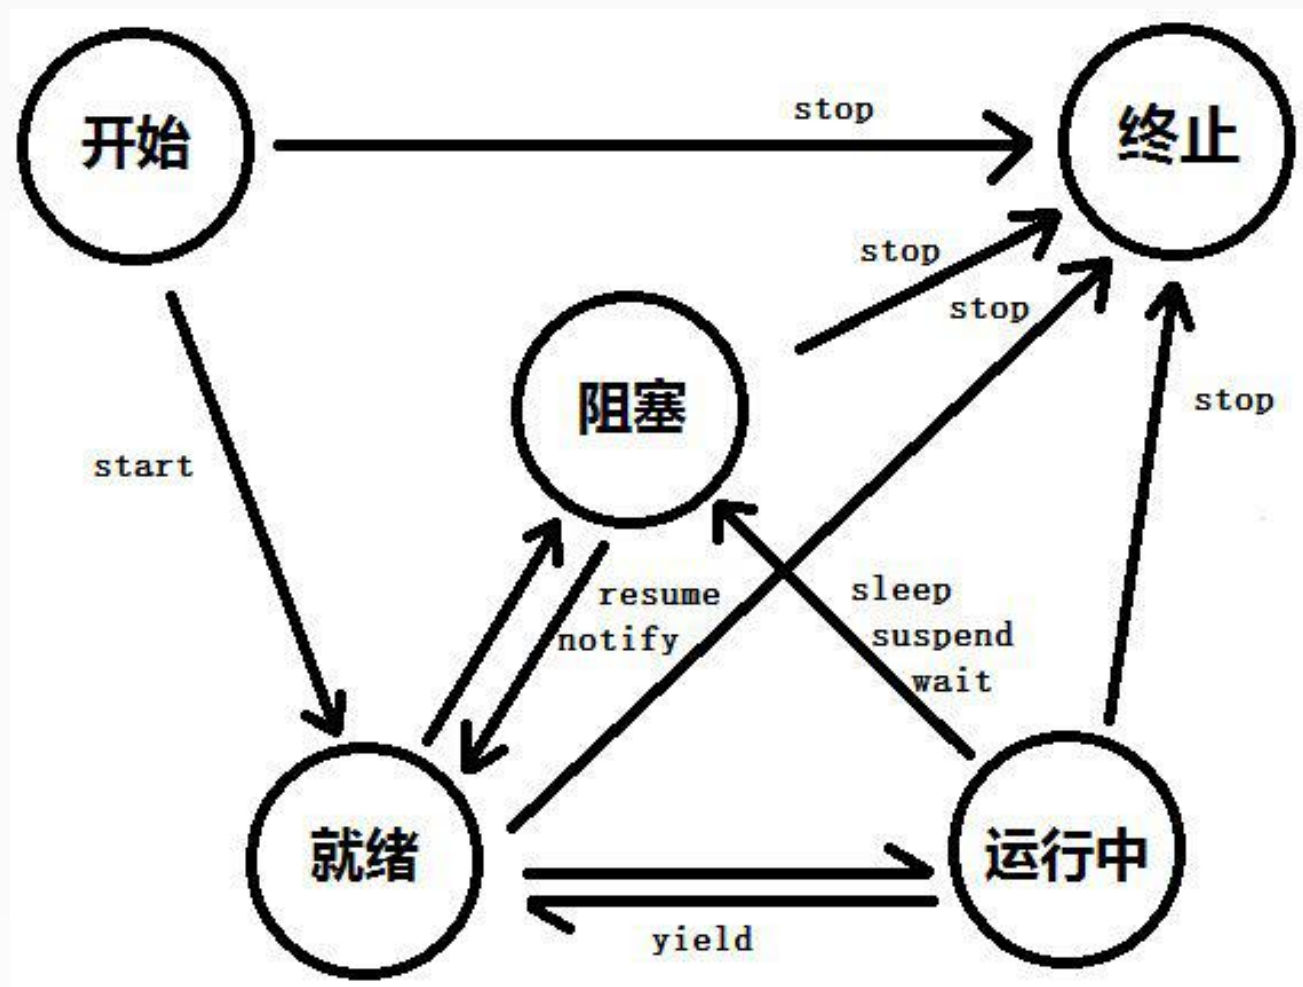 开始
stop
终止
stop
stop
阻塞
stop
start
resume
notify
sleep
suspend
wait
就绪
运行中
yield